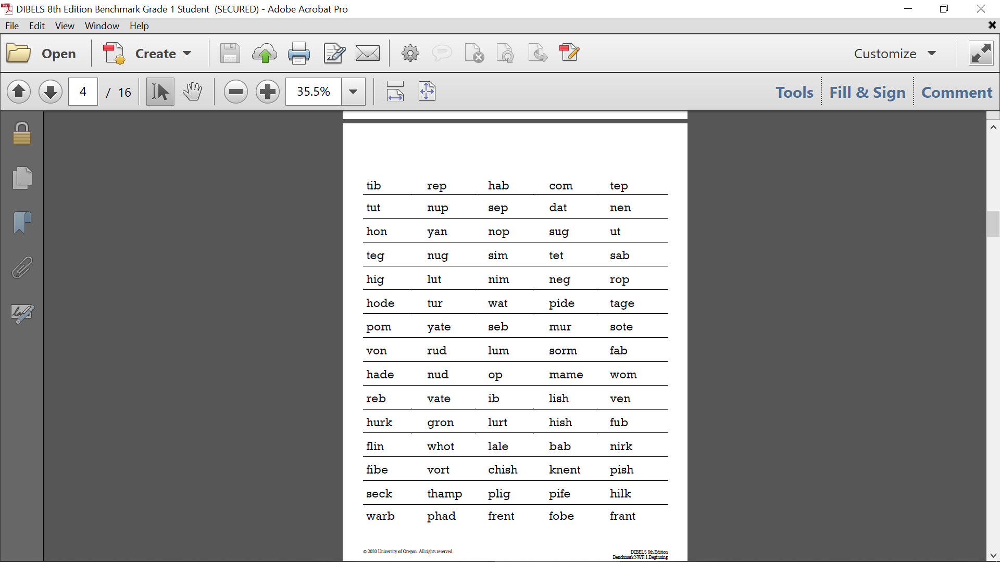 DIBELS 8th Edition Benchmark Grade 1 Student (SECURED) - Adobe Acrobat Pro
File Edit View Window Help
Open Create Customize
4 / 16 35.5% Tools Fill & Sign Comment
tib rep hab com tep
tut nup sep dat nen
hon yan nop sug ut
teg nug sim tet sab
hig lut nim neg rop
hode tur wat pide tage
pom yate seb mur sote
von rud lum sorm fab
hade nud op mame wom
reb vate ib lish ven
hurk gron lurt hish fub
flin whot lale bab nirk
fibe vort chish knent pish
seck thamp plig pife hilk
warb phad frent fobe frant
© 2020 University of Oregon. All rights reserved. DIBELS 8th Edition
Benchmark NWF.1.Beginning